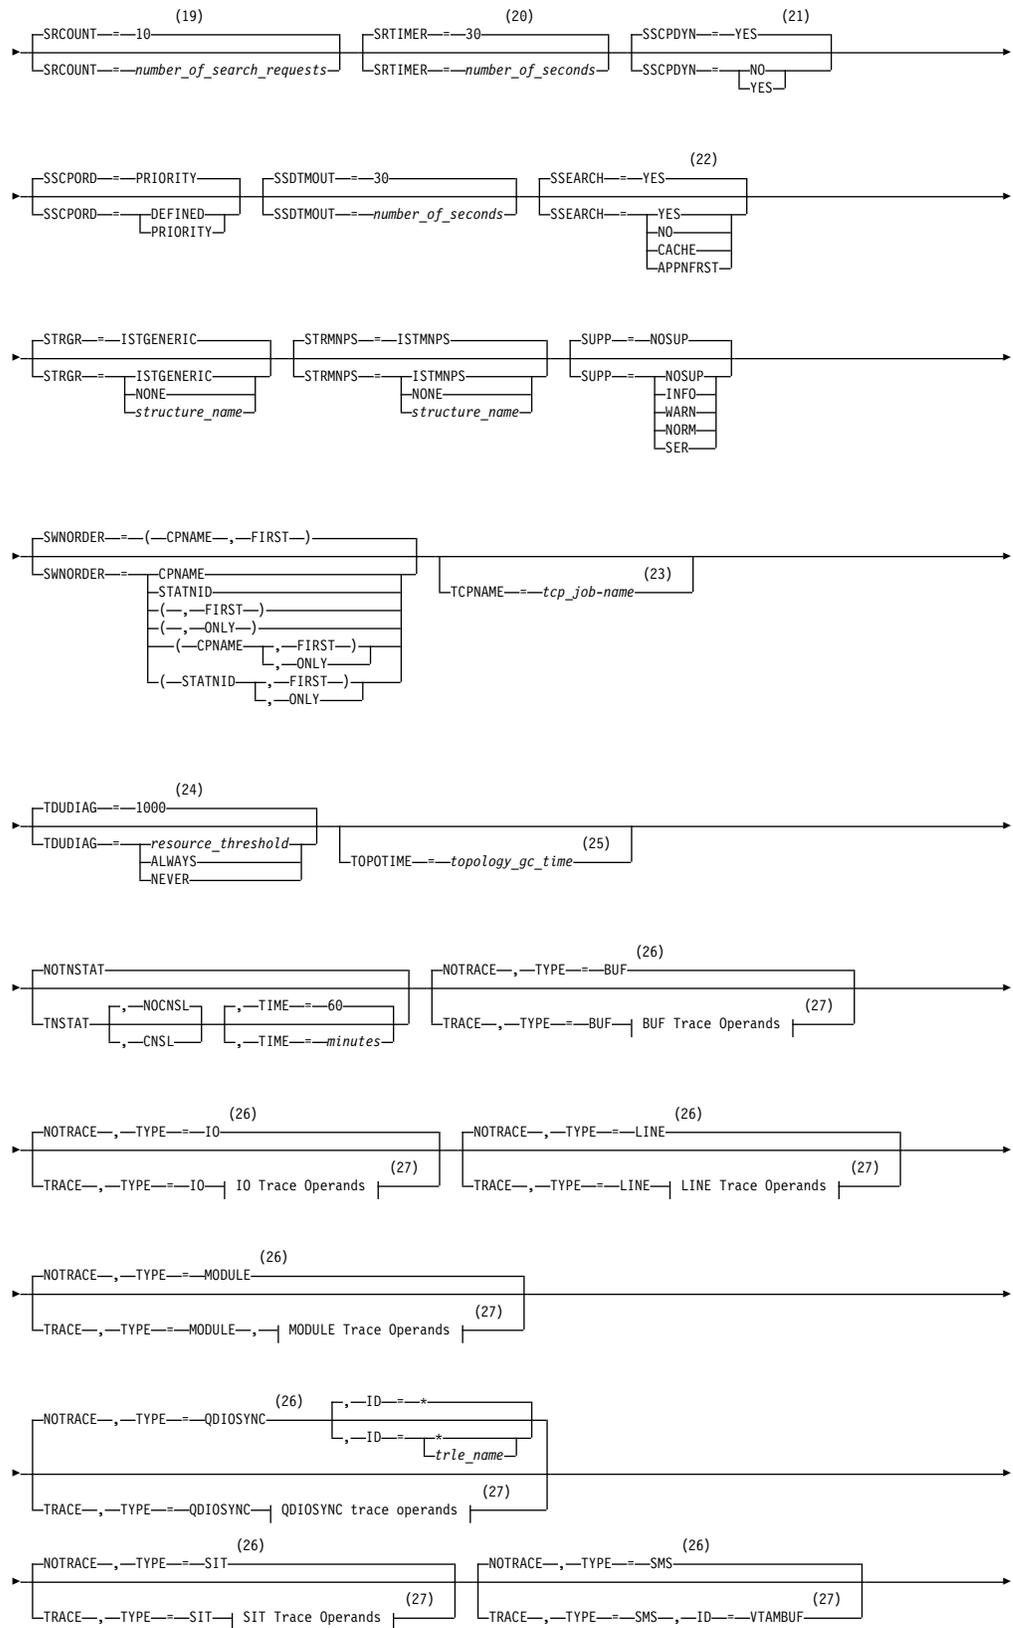 (19) (20) (21)
SRCOUNT = 10 SRTIMER = 30 SSCPDYN = YES
SRCOUNT = number_of_search_requests SRTIMER = number_of_seconds SSCPDYN = NO
YES
(22)
SSCPORD = PRIORITY SSDTMOUT = 30 SSEARCH = YES
SSCPORD = DEFINED SSDTMOUT = number_of_seconds SSEARCH = YES
PRIORITY NO
CACHE
APPNFRST
STRGR = ISTGENERIC STRMNPS = ISTMNPS SUPP = NOSUP
STRGR = ISTGENERIC STRMNPS = ISTMNPS SUPP = NOSUP
NONE NONE INFO
structure_name structure_name WARN
NORM
SER
SWNORDER = ( CPNAME , FIRST )
SWNORDER = CPNAME (23)
STATNID TCPNAME = tcp_job-name
( , FIRST )
( , ONLY )
( CPNAME , FIRST )
, ONLY
( STATNID , FIRST )
, ONLY
(24)
TDUDIAG = 1000
TDUDIAG = resource_threshold (25)
ALWAYS TOPOTIME = topology_gc_time
NEVER
(26)
NOTNSTAT NOTRACE , TYPE = BUF
, NOCNSL , TIME = 60 (27)
TNSTAT TRACE , TYPE = BUF BUF Trace Operands
, CNSL , TIME = minutes
(26) (26)
NOTRACE , TYPE = IO NOTRACE , TYPE = LINE
(27) (27)
TRACE , TYPE = IO IO Trace Operands TRACE , TYPE = LINE LINE Trace Operands
(26)
NOTRACE , TYPE = MODULE
(27)
TRACE , TYPE = MODULE , MODULE Trace Operands
(26) , ID = *
NOTRACE , TYPE = QDIOSYNC
, ID = *
trle_name
(27)
TRACE , TYPE = QDIOSYNC QDIOSYNC trace operands
(26) (26)
NOTRACE , TYPE = SIT NOTRACE , TYPE = SMS
(27) (27)
TRACE , TYPE = SIT SIT Trace Operands TRACE , TYPE = SMS , ID = VTAMBUF